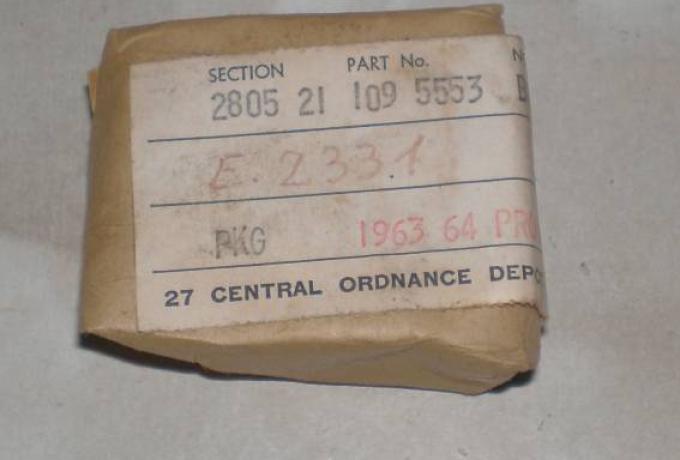 SECTION PART No.
2805 21 109 5553
E. 2331
PKG 1963 64
27 CENTRAL ORDNANCE